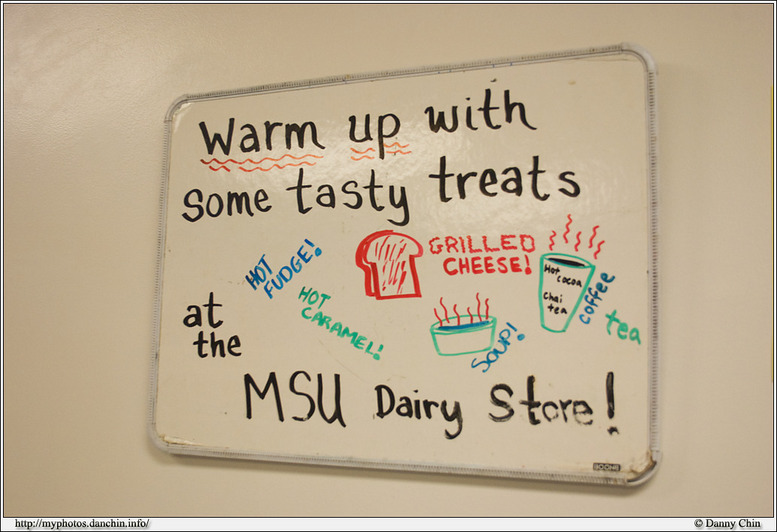 Warm up with
some tasty treats
HOT
FUDGE!
HOT
CARAMEL!
GRILLED
CHEESE!
SOUP!
Hot
cocoa
Chai
tea
coffee
tea
at
the
MSU Dairy Store!
BOONE
http://myphotos.danchin.info/
© Danny Chin